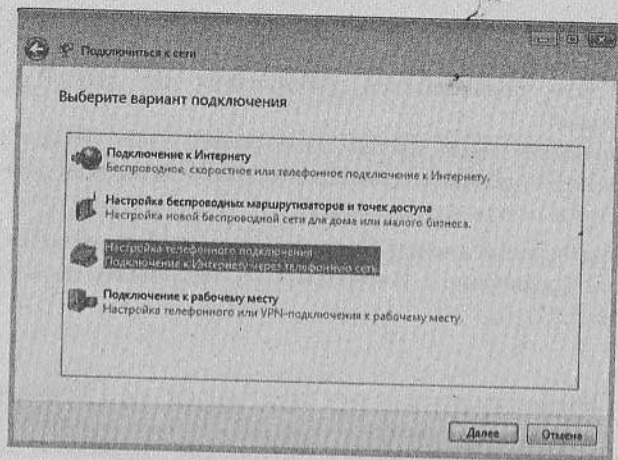 Подключиться к сети
Выберите вариант подключения
Подключение к Интернету
Беспроводное, скоростное или телефонное подключение к Интернету.
Настройка беспроводных маршрутизаторов и точек доступа
Настройка новой беспроводной сети для дома или малого бизнеса.
Настройка телефонного подключения
Подключение к Интернету через телефонную сеть.
Подключение к рабочему месту
Настройка телефонного или VPN-подключения к рабочему месту.
Далее
Отмена